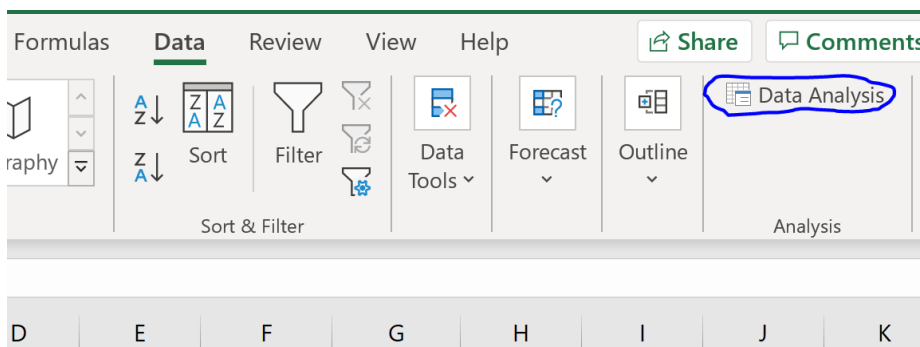 Formulas Data Review View Help Share Comments
raphy
Sort
Filter
Data
Tools
Forecast
Outline
Data Analysis
Sort & Filter
Analysis
D E F G H I J K